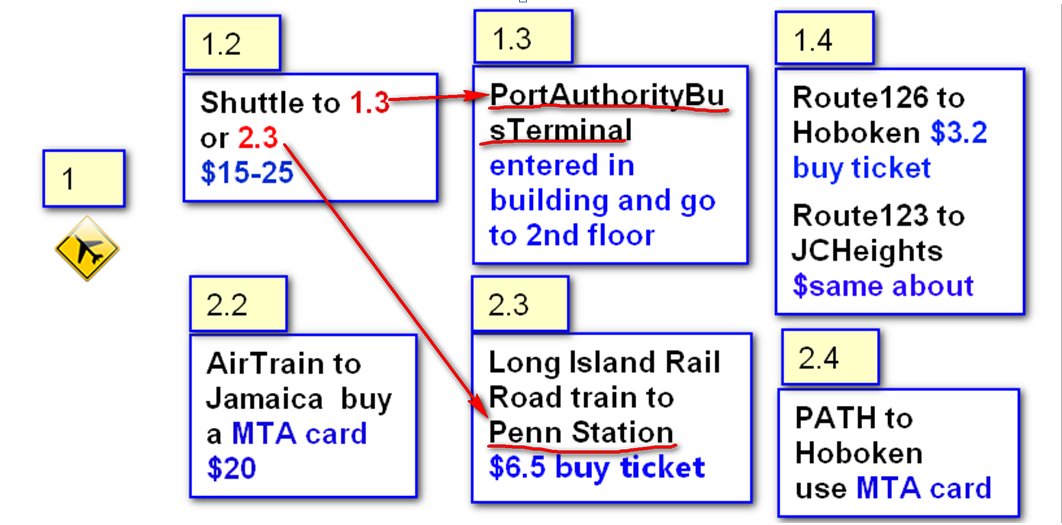 1
1.2
Shuttle to 1.3
or 2.3
$15-25
1.3
PortAuthorityBu
sTerminal
entered in
building and go
to 2nd floor
1.4
Route126 to
Hoboken $3.2
buy ticket
Route123 to
JCHeights
$same about
2.2
AirTrain to
Jamaica  buy
a MTA card
$20
2.3
Long Island Rail
Road train to
Penn Station
$6.5 buy ticket
2.4
PATH to
Hoboken
use MTA card